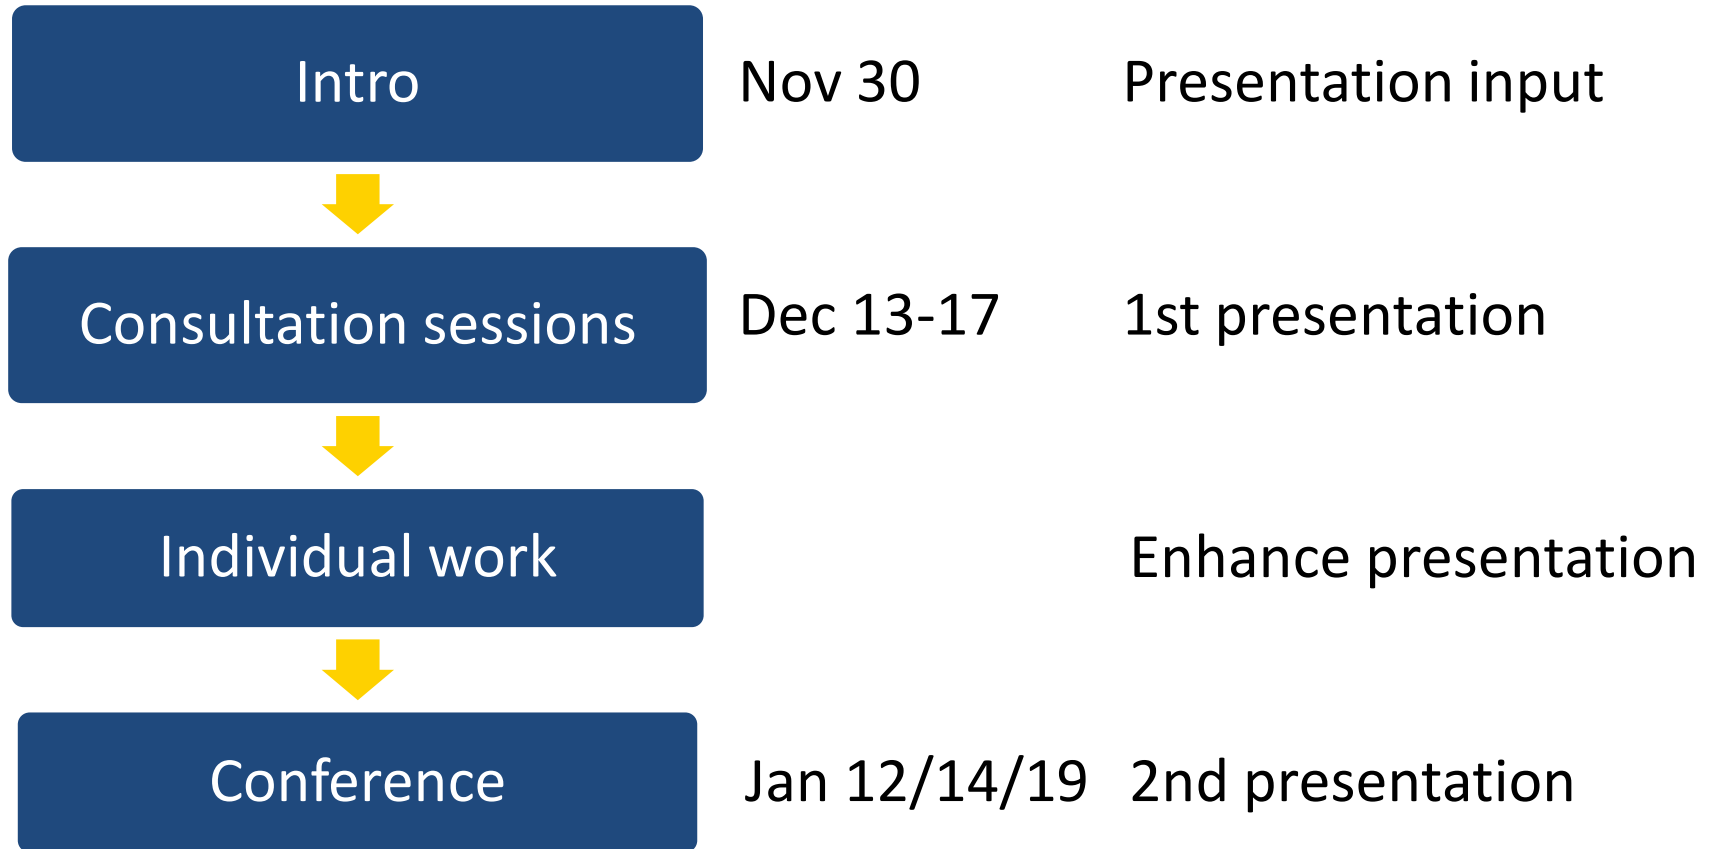 Intro Nov 30 Presentation input
Consultation sessions Dec 13-17 1st presentation
Individual work Enhance presentation
Conference Jan 12/14/19 2nd presentation